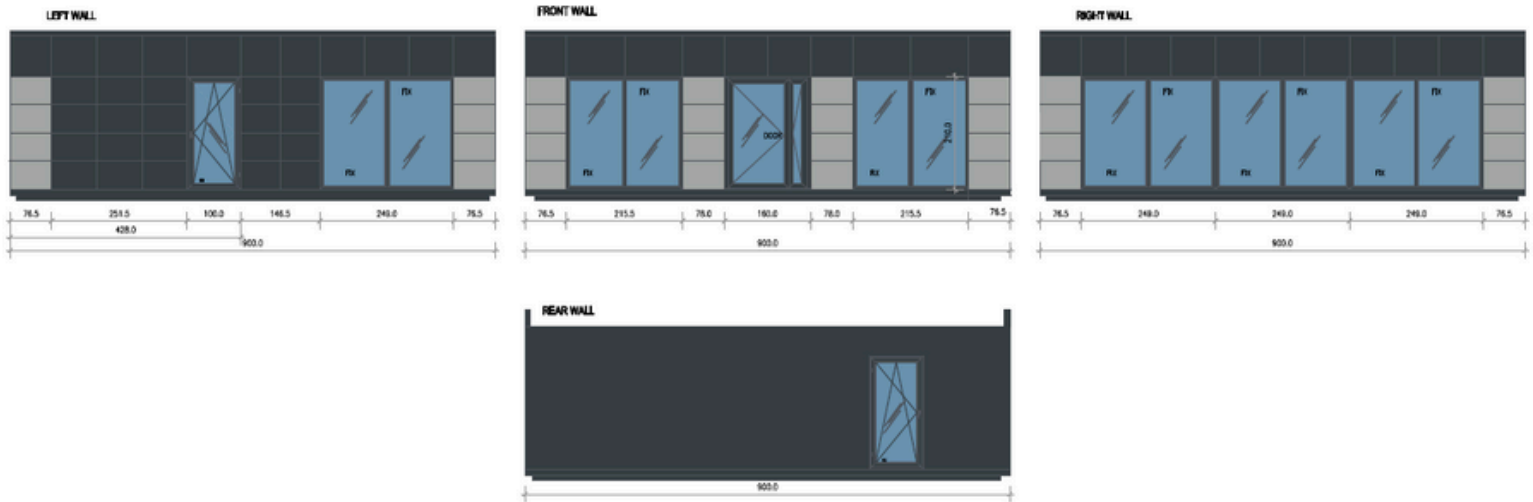 LEFT WALL
FIX
FIX
76.5 251.5 100.0 146.5 249.0 76.5
428.0
900.0
FRONT WALL
FIX FIX
DOOR
210.0
FIX FIX
76.5 215.5 78.0 160.0 78.0 215.5 76.5
900.0
RIGHT WALL
FIX FIX FIX
FIX FIX FIX
76.5 249.0 249.0 249.0 76.5
900.0
REAR WALL
900.0